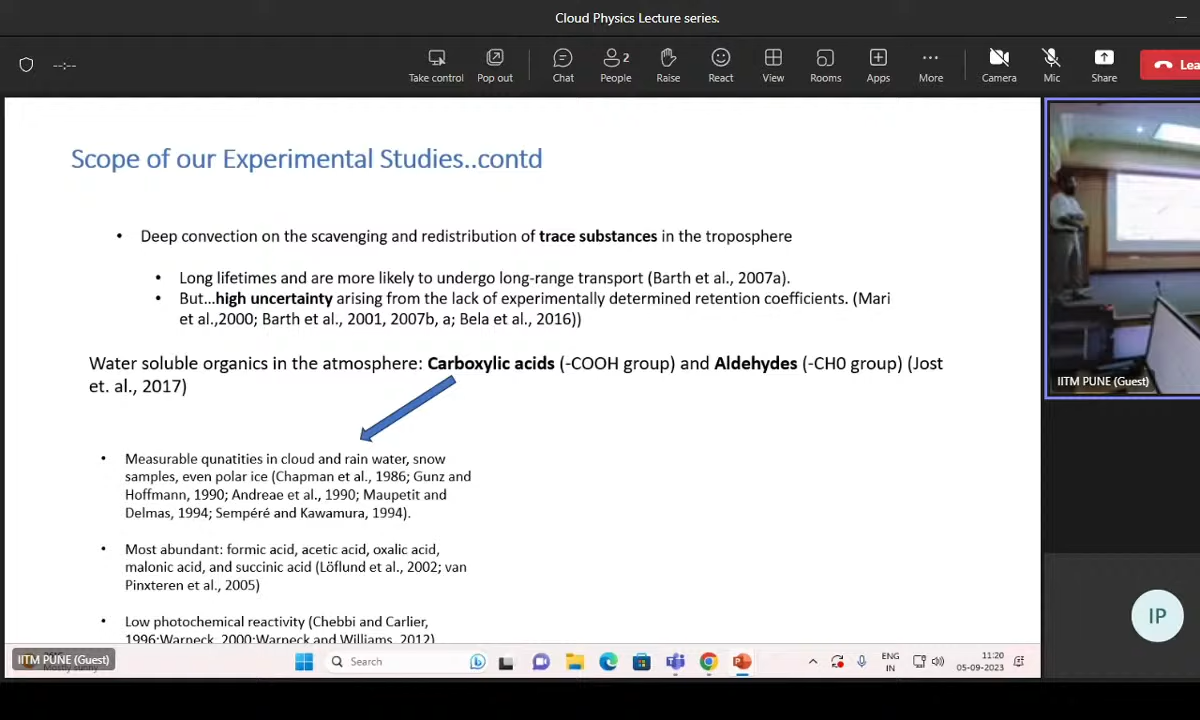 Cloud Physics Lecture series.
--:--
Take control
Pop out
Chat
2
People
Raise
React
View
Rooms
Apps
More
Camera
Mic
Share
Lea
Scope of our Experimental Studies..contd
• Deep convection on the scavenging and redistribution of trace substances in the troposphere
• Long lifetimes and are more likely to undergo long-range transport (Barth et al., 2007a).
• But...high uncertainty arising from the lack of experimentally determined retention coefficients. (Mari
et al.,2000; Barth et al., 2001, 2007b, a; Bela et al., 2016))
Water soluble organics in the atmosphere: Carboxylic acids (-COOH group) and Aldehydes (-CH0 group) (Jost
et. al., 2017)
• Measurable qunatities in cloud and rain water, snow
samples, even polar ice (Chapman et al., 1986; Gunz and
Hoffmann, 1990; Andreae et al., 1990; Maupetit and
Delmas, 1994; Sempéré and Kawamura, 1994).
• Most abundant: formic acid, acetic acid, oxalic acid,
malonic acid, and succinic acid (Löflund et al., 2002; van
Pinxteren et al., 2005)
• Low photochemical reactivity (Chebbi and Carlier,
1996;Warneck, 2000;Warneck and Williams, 2012)
IITM PUNE (Guest)
IP
IITM PUNE (Guest)
Search
ENG
IN
11:20
05-09-2023